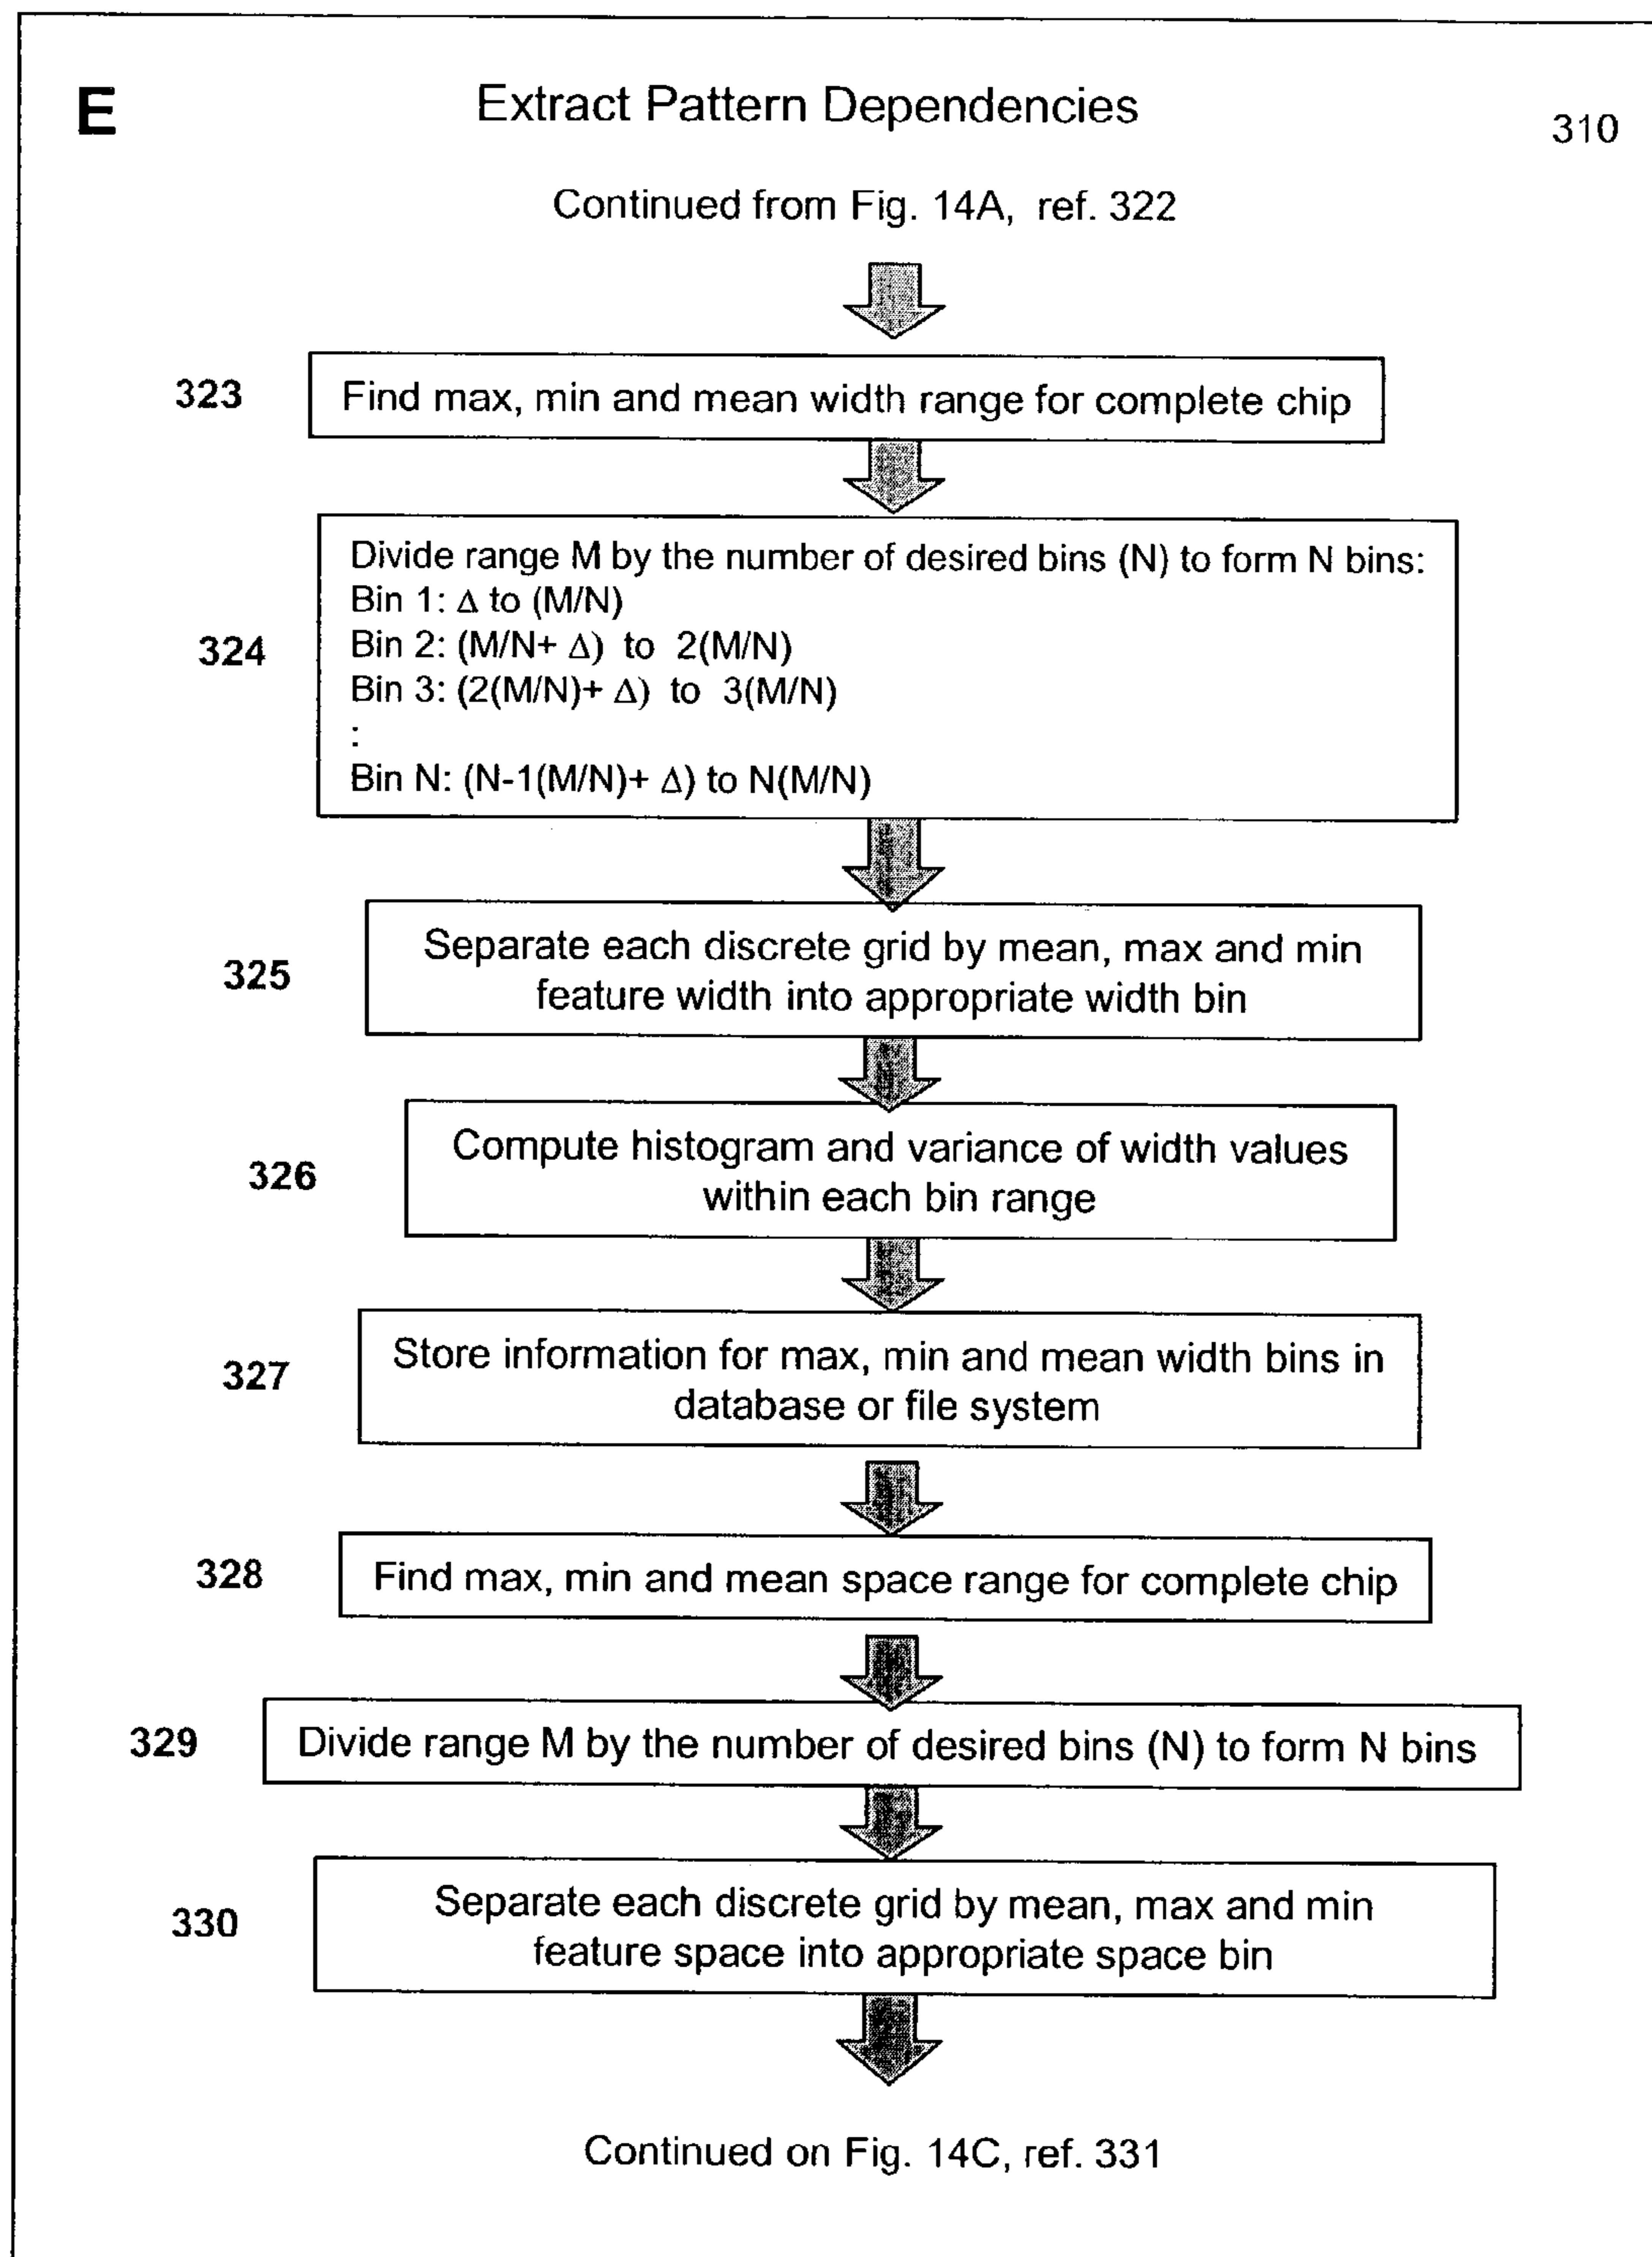 E
Extract Pattern Dependencies
310
Continued from Fig. 14A, ref. 322
323
Find max, min and mean width range for complete chip
324
Divide range M by the number of desired bins (N) to form N bins:
Bin 1: Δ to (M/N)
Bin 2: (M/N+ Δ) to 2(M/N)
Bin 3: (2(M/N)+ Δ) to 3(M/N)
:
Bin N: (N-1(M/N)+ Δ) to N(M/N)
325
Separate each discrete grid by mean, max and min
feature width into appropriate width bin
326
Compute histogram and variance of width values
within each bin range
327
Store information for max, min and mean width bins in
database or file system
328
Find max, min and mean space range for complete chip
329
Divide range M by the number of desired bins (N) to form N bins
330
Separate each discrete grid by mean, max and min
feature space into appropriate space bin
Continued on Fig. 14C, ref. 331